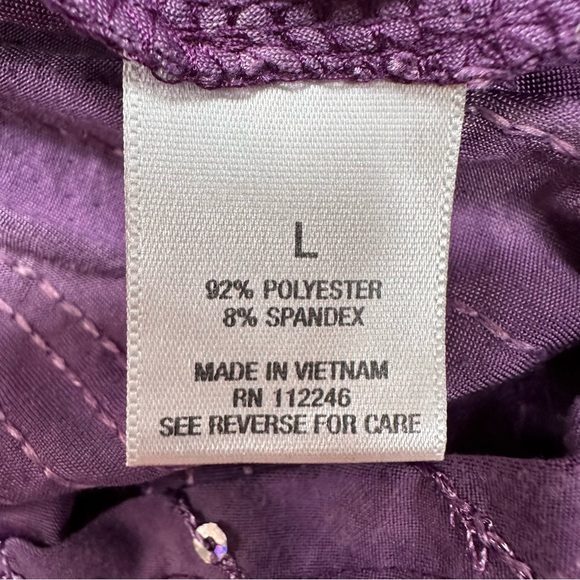 L
92% POLYESTER
8% SPANDEX
MADE IN VIETNAM
RN 112246
SEE REVERSE FOR CARE